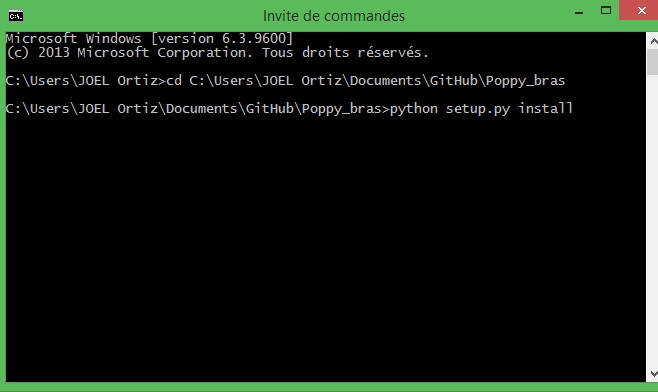 Invite de commandes
Microsoft Windows [version 6.3.9600]
(c) 2013 Microsoft Corporation. Tous droits réservés.
C:\Users\JOEL Ortiz>cd C:\Users\JOEL Ortiz\Documents\GitHub\Poppy_bras
C:\Users\JOEL Ortiz\Documents\GitHub\Poppy_bras>python setup.py install